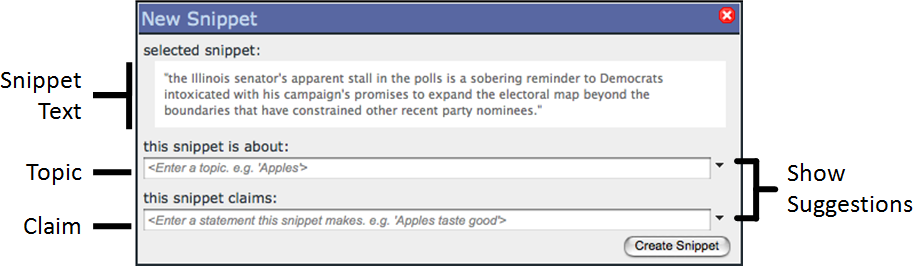 New Snippet
selected snippet:
Snippet
Text
"the Illinois senator's apparent stall in the polls is a sobering reminder to Democrats
intoxicated with his campaign's promises to expand the electoral map beyond the
boundaries that have constrained other recent party nominees."
this snippet is about:
Topic
<Enter a topic. e.g. 'Apples'>
Show
Suggestions
this snippet claims:
Claim
<Enter a statement this snippet makes. e.g. 'Apples taste good'>
Create Snippet